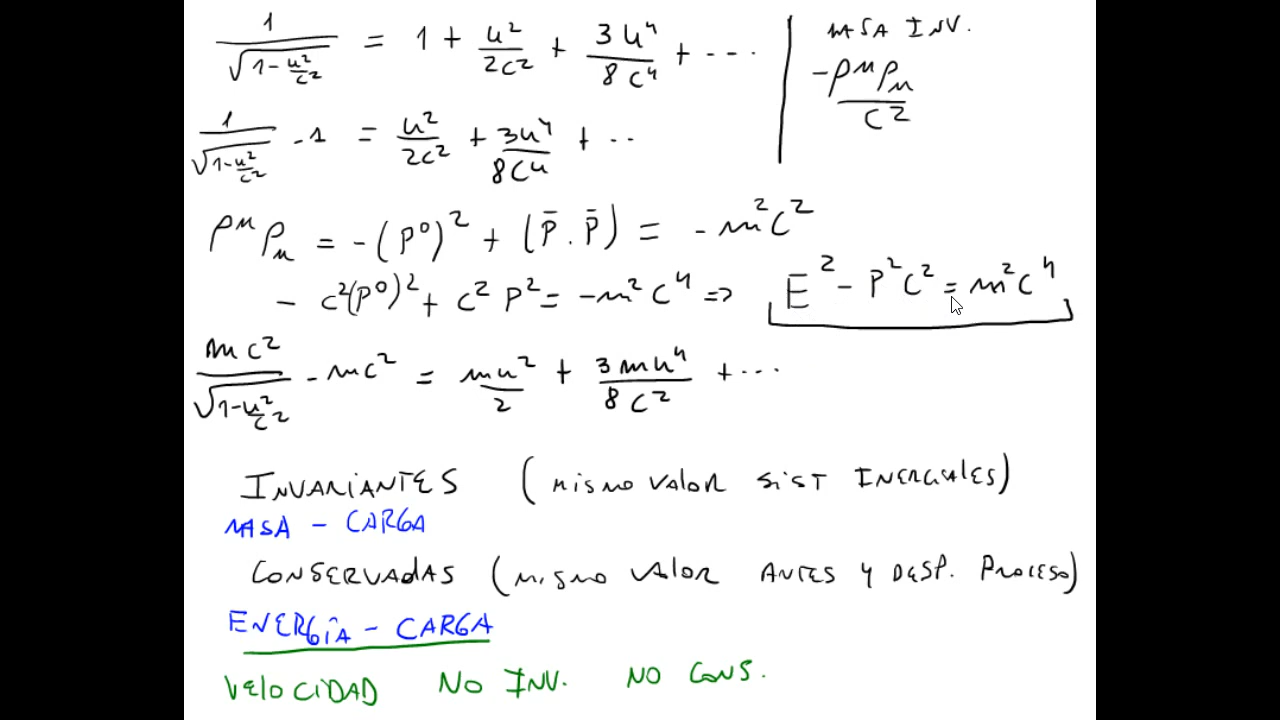 1/√(1-u²/c²) = 1 + u²/2c² + 3u⁴/8c⁴ + ....
MASA INV.
-pᵐpₘ/c²
1/√(1-u²/c²) - 1 = u²/2c² + 3u⁴/8c⁴ + ..
pᵐpₘ = -(P⁰)² + (P̄.P̄) = -m²c²
- c²(P⁰)² + c² P² = -m² c⁴ => E² - P²c² = m²c⁴
mc²/√(1-u²/c²) - mc² = mu²/2 + 3mu⁴/8c² + ...
INVARIANTES (MISMO VALOR SIST INERCIALES)
MASA - CARGA
CONSERVADAS (MISMO VALOR ANTES Y DESP. PROCESO)
ENERGÍA - CARGA
VELOCIDAD NO INV. NO CONS.